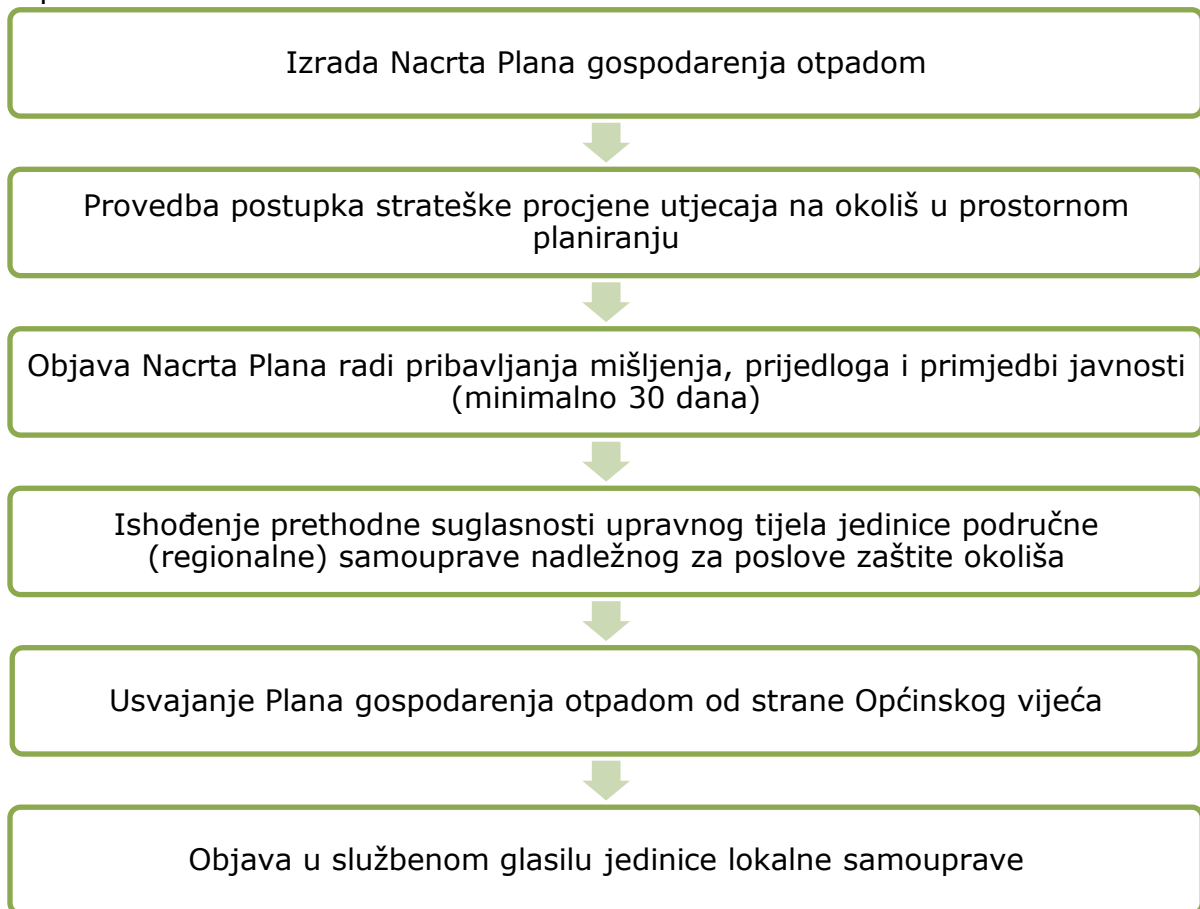 Izrada Nacrta Plana gospodarenja otpadom
Provedba postupka strateške procjene utjecaja na okoliš u prostornom
planiranju
Objava Nacrta Plana radi pribavljanja mišljenja, prijedloga i primjedbi javnosti
(minimalno 30 dana)
Ishođenje prethodne suglasnosti upravnog tijela jedinice područne
(regionalne) samouprave nadležnog za poslove zaštite okoliša
Usvajanje Plana gospodarenja otpadom od strane Općinskog vijeća
Objava u službenom glasilu jedinice lokalne samouprave